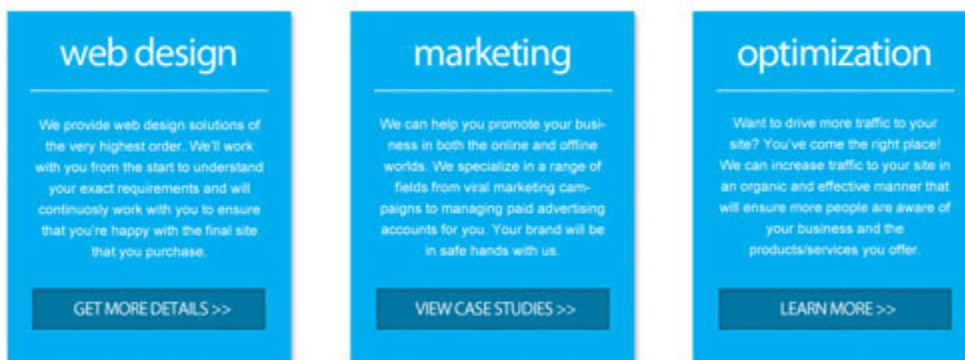 web design
We provide web design solutions of
the very highest order. We'll work
with you from the start to understand
your exact requirements and will
continuosly work with you to ensure
that you're happy with the final site
that you purchase.
GET MORE DETAILS >>
marketing
We can help you promote your busi-
ness in both the online and offline
worlds. We specialize in a range of
fields from viral marketing cam-
paigns to managing paid advertising
accounts for you. Your brand will be
in safe hands with us.
VIEW CASE STUDIES >>
optimization
Want to drive more traffic to your
site? You've come the right place!
We can increase traffic to your site in
an organic and effective manner that
will ensure more people are aware of
your business and the
products/services you offer.
LEARN MORE >>